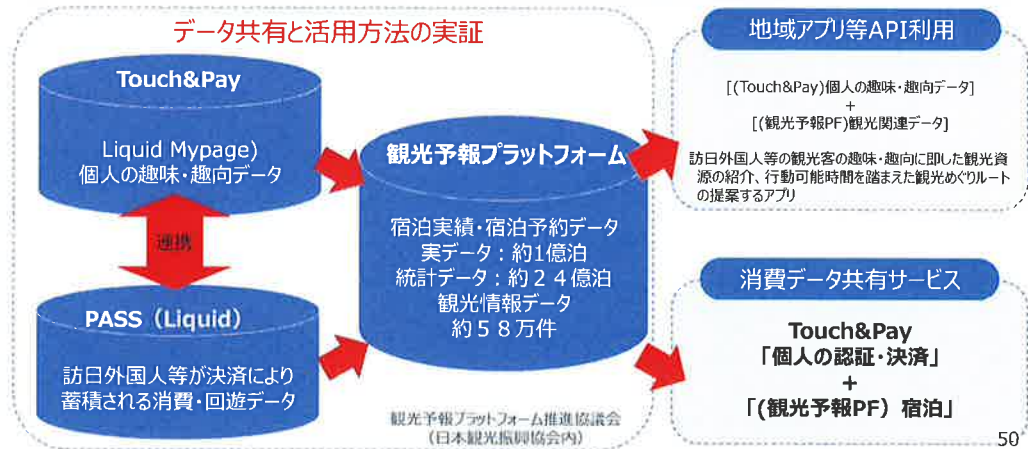 データ共有と活用方法の実証
Touch&Pay
Liquid Mypage)
個人の趣味・趣向データ
連携
PASS（Liquid）
訪日外国人等が決済により
蓄積される消費・回遊データ
観光予報プラットフォーム
宿泊実績・宿泊予約データ
実データ：約1億泊
統計データ：約２４億泊
観光情報データ
約５８万件
観光予報プラットフォーム推進協議会
（日本観光振興協会内）
地域アプリ等API利用
[(Touch&Pay)個人の趣味・趣向データ]
+
[(観光予報PF)観光関連データ]
訪日外国人等の観光客の趣味・趣向に即した観光資
源の紹介、行動可能時間を踏まえた観光めぐりルート
の提案するアプリ
消費データ共有サービス
Touch&Pay
「個人の認証・決済」
+
「(観光予報PF）宿泊」
50